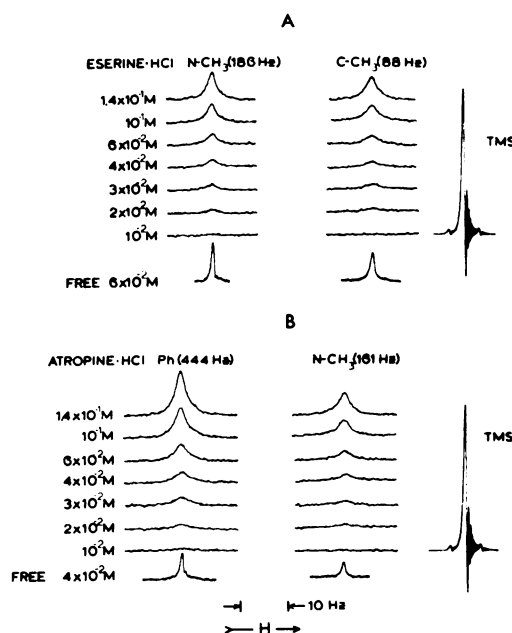 A
ESERINE·HCl N-CH₃(186 Hz) C-CH₃(88 Hz)
1.4x10⁻¹M
10⁻¹M
6x10⁻²M
4x10⁻²M
3x10⁻²M
2x10⁻²M
10⁻²M
TMS
FREE 6x10⁻²M
B
ATROPINE·HCl Ph(444 Hz) N-CH₃(161 Hz)
1.4x10⁻¹M
10⁻¹M
6x10⁻²M
4x10⁻²M
3x10⁻²M
2x10⁻²M
10⁻²M
TMS
FREE 4x10⁻²M
10 Hz
H